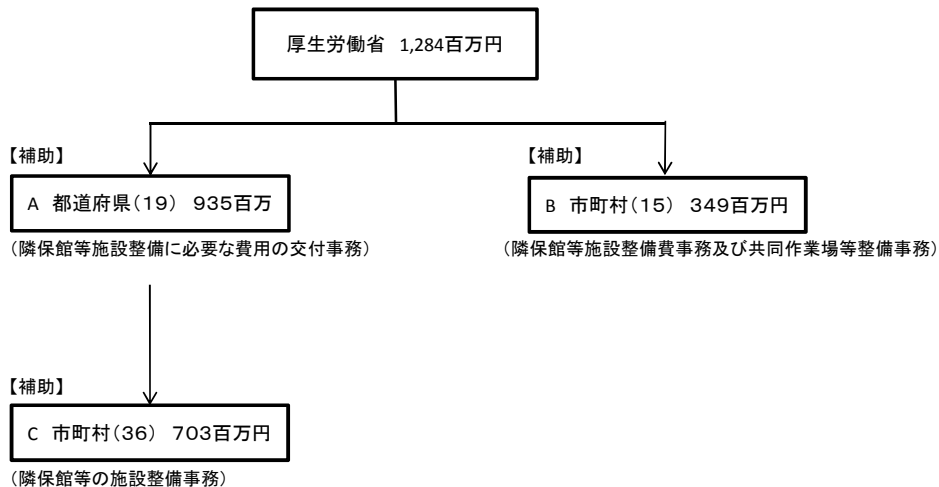 厚生労働省 1,284百万円
【補助】
【補助】
A 都道府県(19) 935百万
B 市町村(15) 349百万円
(隣保館等施設整備に必要な費用の交付事務)
(隣保館等施設整備費事務及び共同作業場等整備事務)
【補助】
C 市町村(36) 703百万円
(隣保館等の施設整備事務)